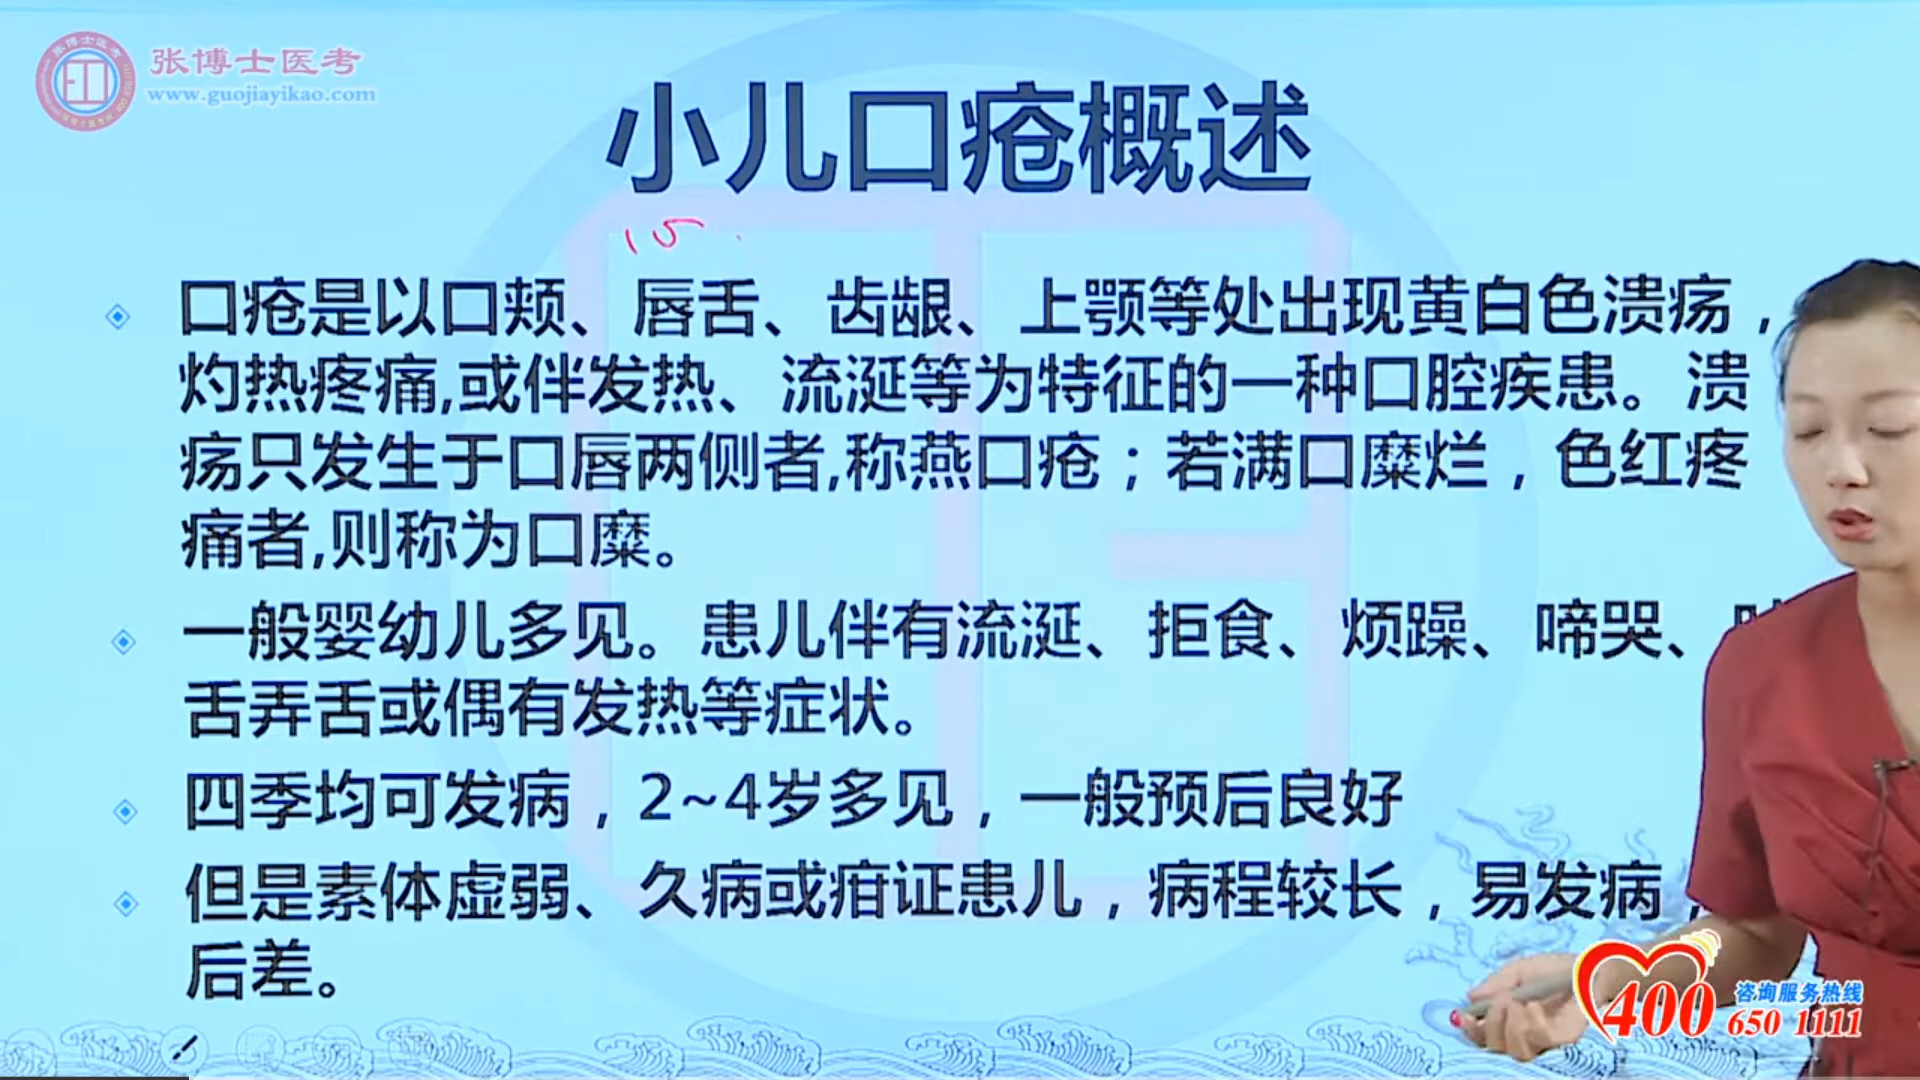 张博士医考
www.guojiayikao.com
小儿口疮概述
口疮是以口颊、唇舌、齿龈、上颚等处出现黄白色溃疡，
灼热疼痛,或伴发热、流涎等为特征的一种口腔疾患。溃
疡只发生于口唇两侧者,称燕口疮；若满口糜烂，色红疼
痛者,则称为口糜。
一般婴幼儿多见。患儿伴有流涎、拒食、烦躁、啼哭、
舌弄舌或偶有发热等症状。
四季均可发病，2~4岁多见，一般预后良好
但是素体虚弱、久病或疳证患儿，病程较长，易发病，
后差。
400 咨询服务热线
650 1111